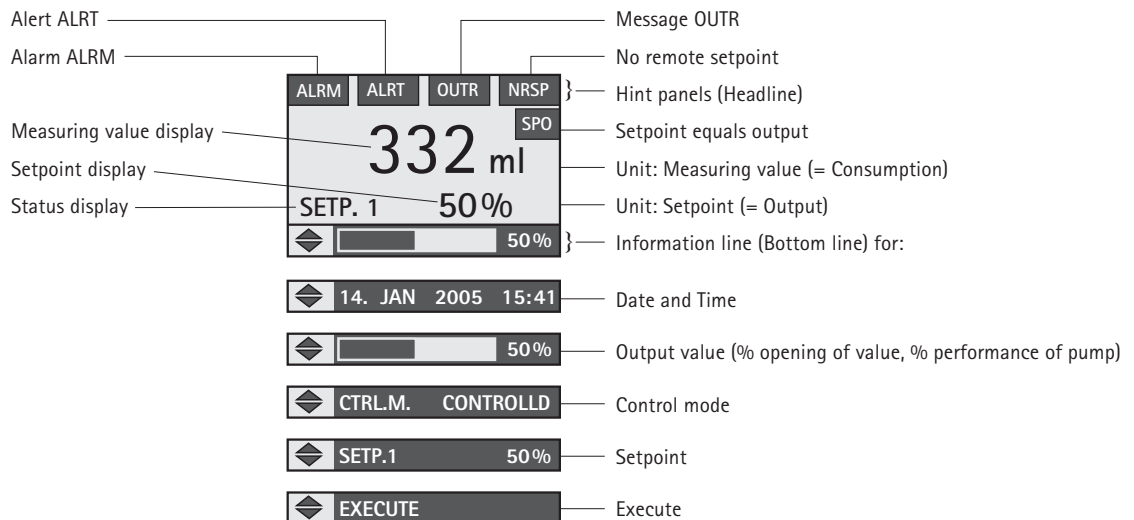 Alert ALRT
Message OUTR
Alarm ALRM
No remote setpoint
ALRM ALRT OUTR NRSP }
Hint panels (Headline)
SPO
Setpoint equals output
Measuring value display
332 ml
Unit: Measuring value (= Consumption)
Setpoint display
Status display
SETP. 1 50%
Unit: Setpoint (= Output)
50% }
Information line (Bottom line) for:
14. JAN 2005 15:41
Date and Time
50%
Output value (% opening of value, % performance of pump)
CTRL.M. CONTROLLD
Control mode
SETP.1 50%
Setpoint
EXECUTE
Execute